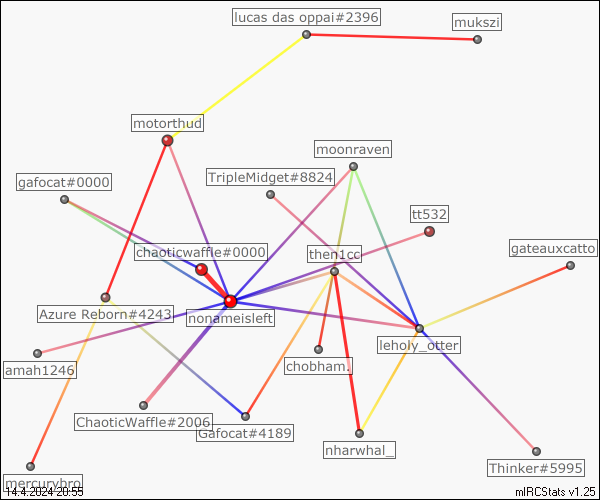 lucas das oppai#2396
mukszi
motorthud
moonraven
gafocat#0000
TripleMidget#8824
tt532
chaoticwaffle#0000
then1cc
gateauxcatto
Azure Reborn#4243
nonameisleft
leholy_otter
amah1246
chobham.
ChaoticWaffle#2006
Gafocat#4189
nharwhal_
mercurybro
Thinker#5995
14.4.2024 20:55
mIRCStats v1.25